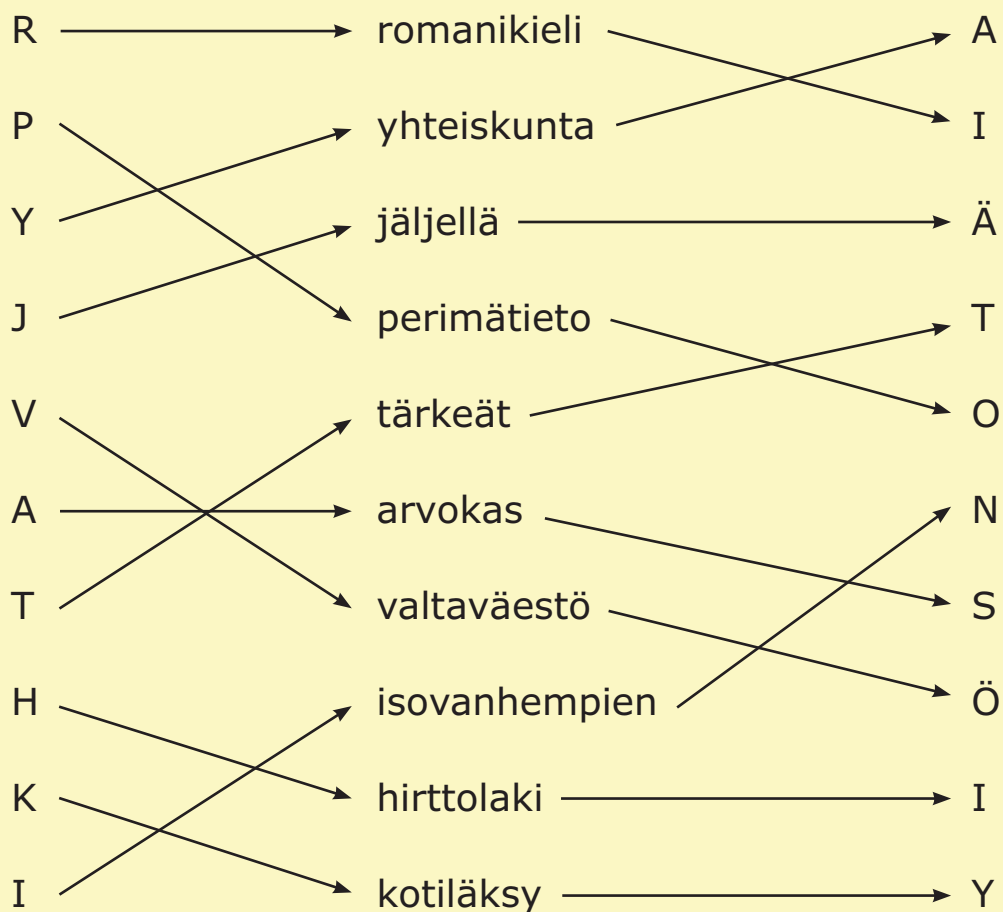 R romanikieli A
P yhteiskunta I
Y jäljellä Ä
J perimätieto T
V tärkeät O
A arvokas N
T valtaväestö S
H isovanhempien Ö
K hirttolaki I
I kotiläksy Y